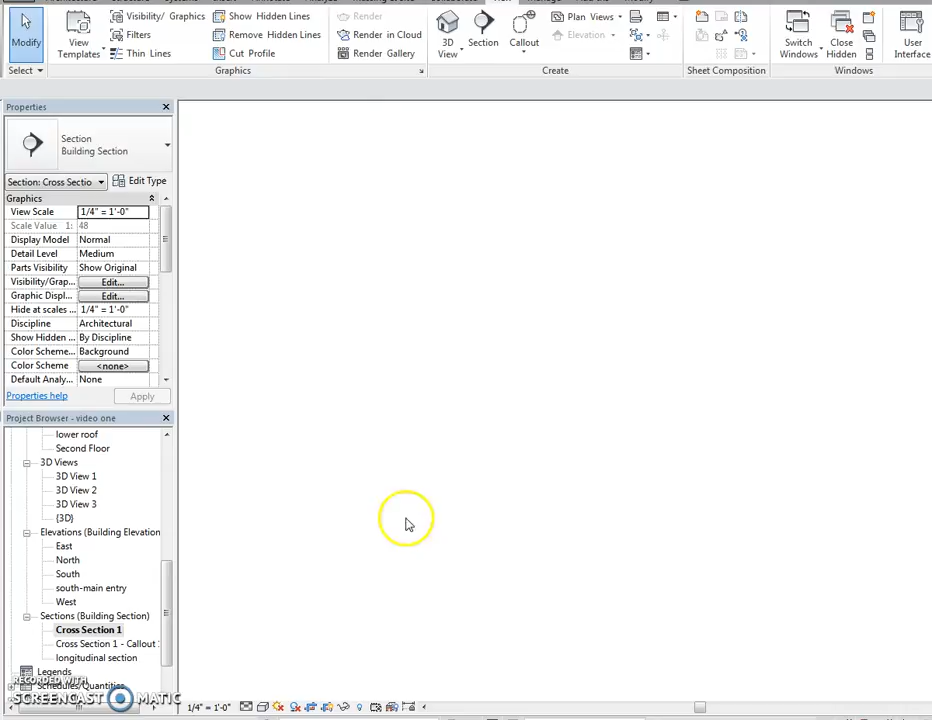 Modify
View
Templates
Visibility/ Graphics
Filters
Thin Lines
Show Hidden Lines
Remove Hidden Lines
Cut Profile
Render
Render in Cloud
Render Gallery
3D
View
Section
Callout
Plan Views
Elevation
Switch
Windows
Close
Hidden
User
Interface
Select
Graphics
Create
Sheet Composition
Windows
Properties
Section
Building Section
Section: Cross Sectio
Edit Type
Graphics
View Scale 1/4" = 1'-0"
Scale Value 1: 48
Display Model Normal
Detail Level Medium
Parts Visibility Show Original
Visibility/Grap... Edit...
Graphic Displ... Edit...
Hide at scales 1/4" = 1'-0"
Discipline Architectural
Show Hidden ... By Discipline
Color Scheme... Background
Color Scheme <none>
Default Analy... None
Properties help
Apply
Project Browser - video one
lower roof
Second Floor
3D Views
3D View 1
3D View 2
3D View 3
{3D}
Elevations (Building Elevation
East
North
South
south-main entry
West
Sections (Building Section)
Cross Section 1
Cross Section 1 - Callout
longitudinal section
Legends
Schedules/Quantities
RECORDED WITH
SCREENCAST MATIC
1/4" = 1'-0"